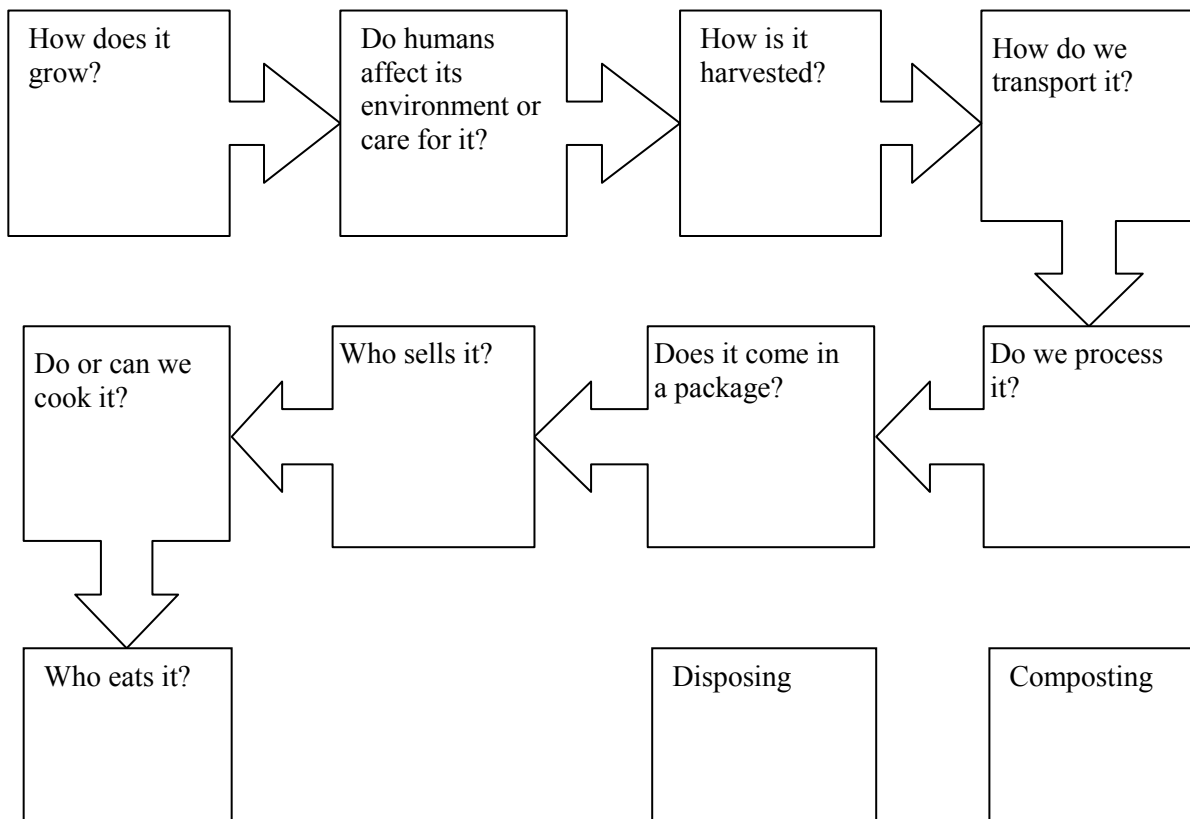 How does it
grow?
Do humans
affect its
environment or
care for it?
How is it
harvested?
How do we
transport it?
Do we process
it?
Does it come in
a package?
Who sells it?
Do or can we
cook it?
Who eats it?
Disposing
Composting